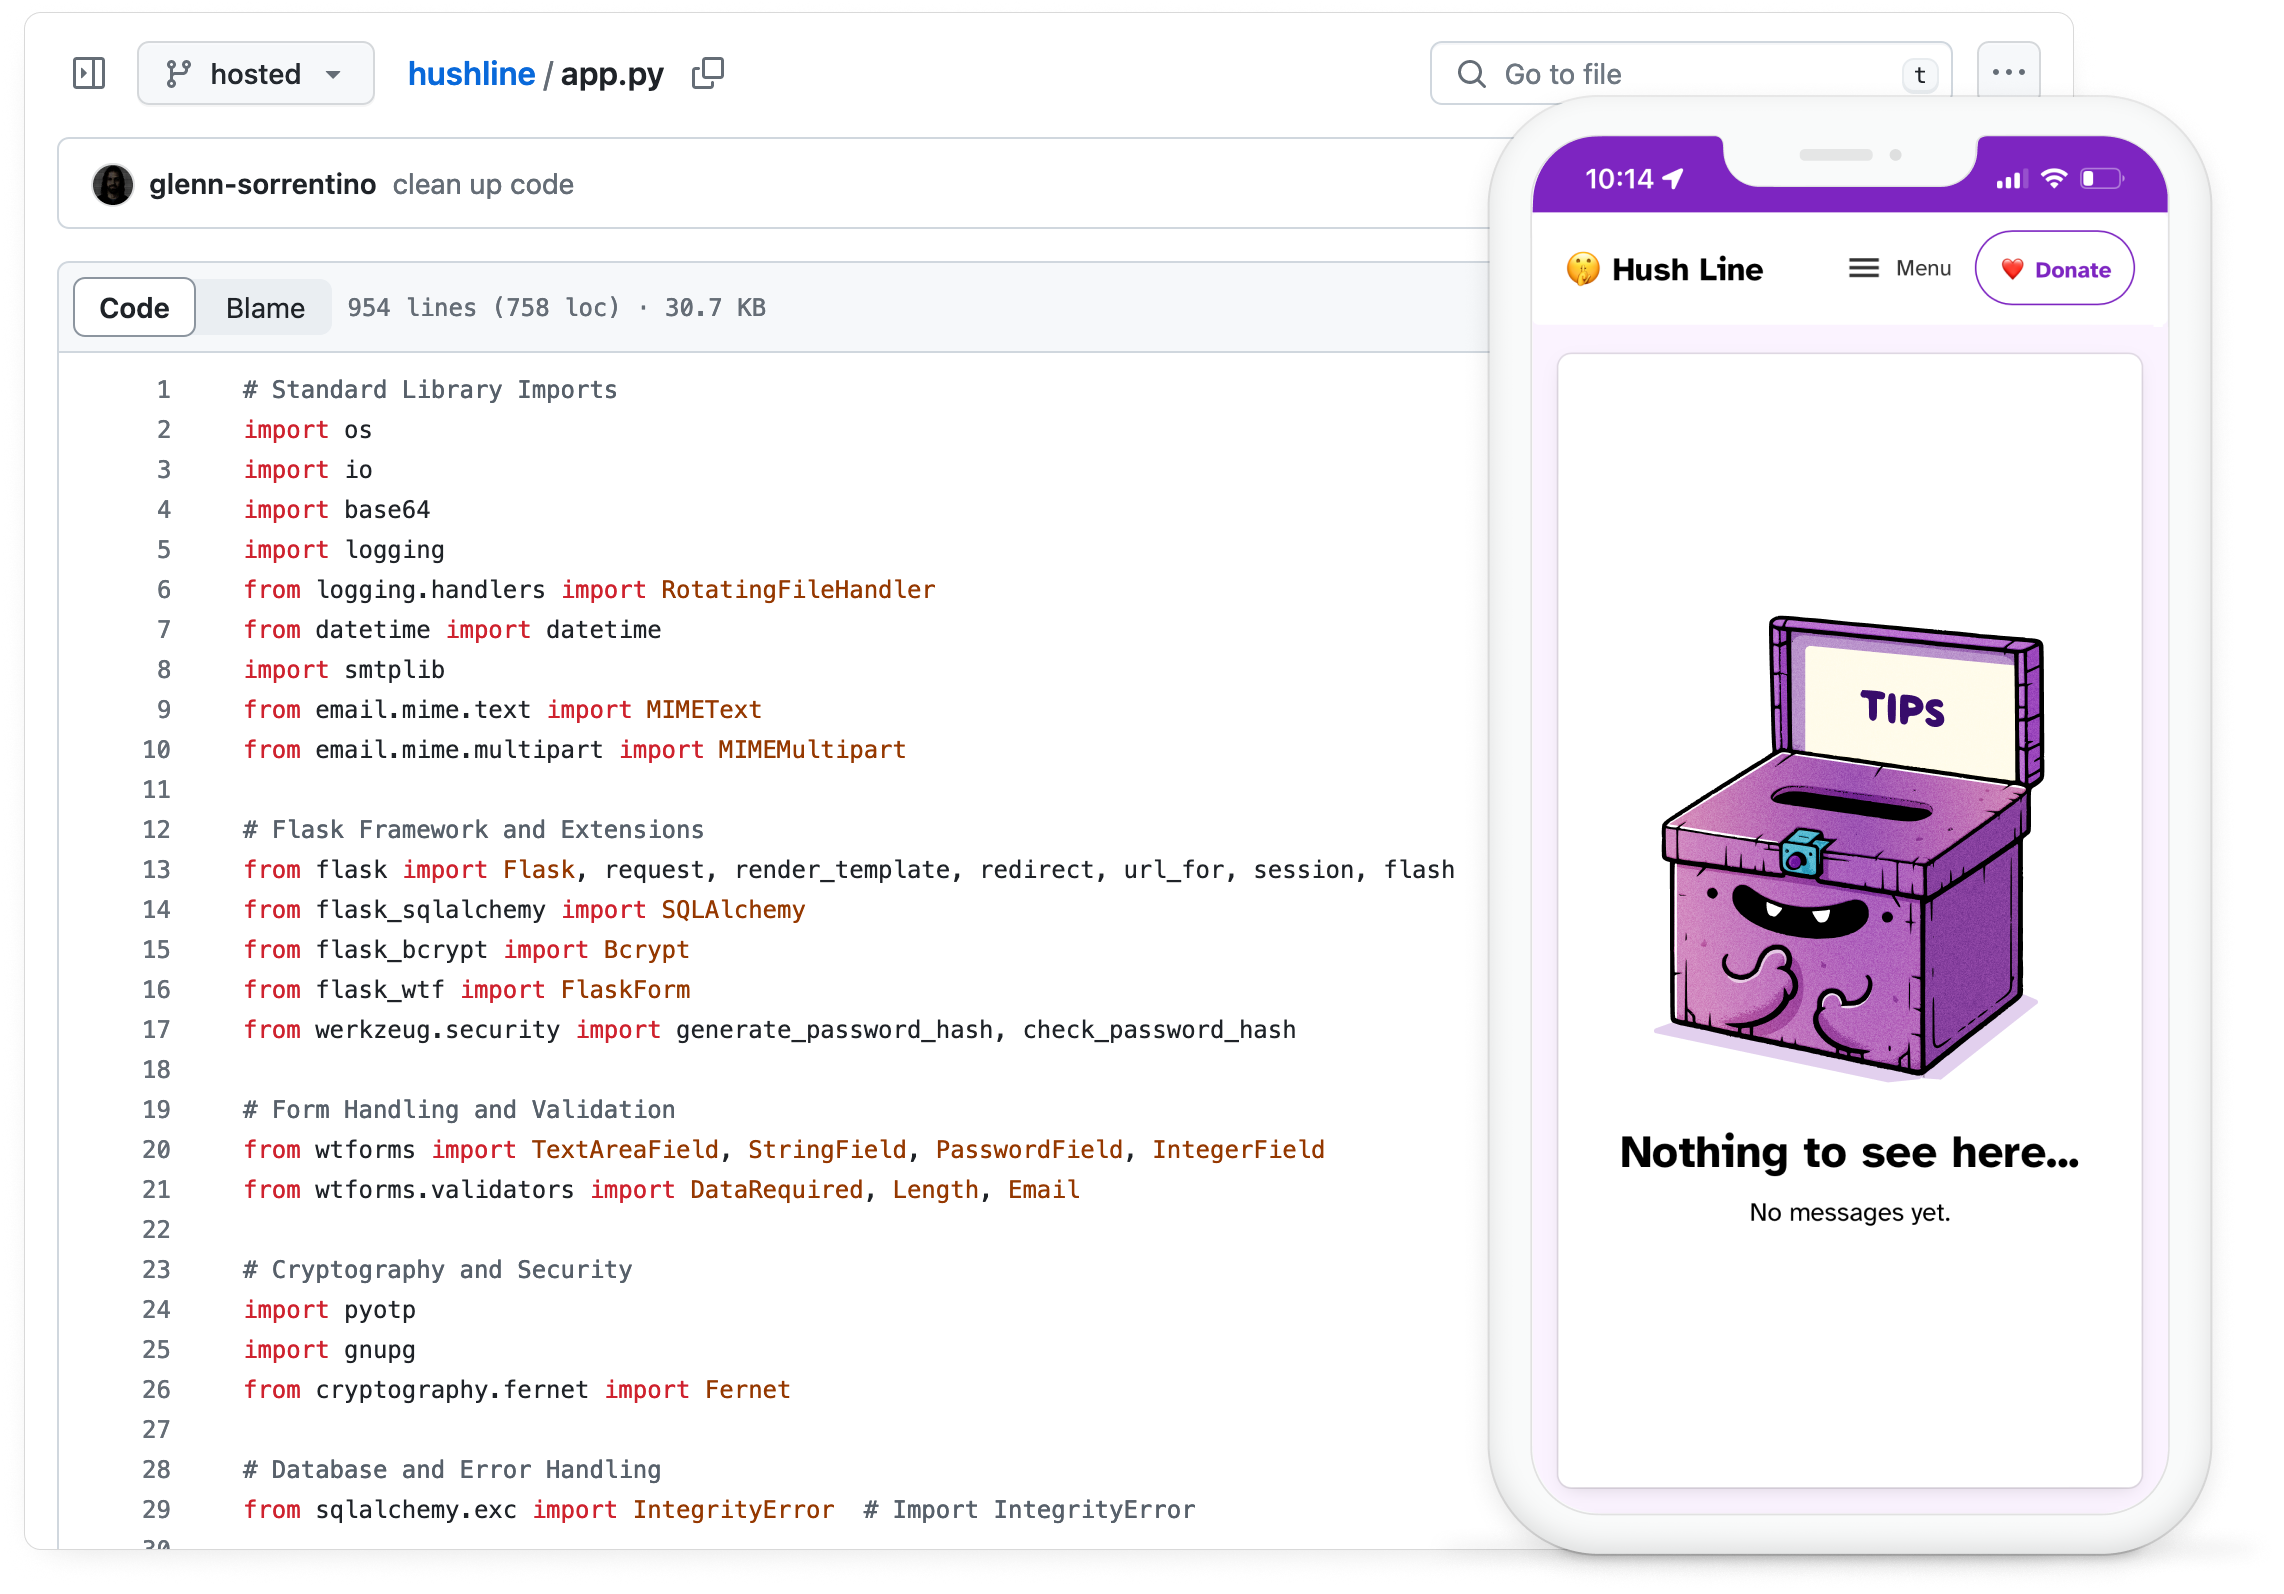 hosted
hushline / app.py
Go to file
t
glenn-sorrentino clean up code
Code
Blame
954 lines (758 loc) · 30.7 KB
1 # Standard Library Imports
2 import os
3 import io
4 import base64
5 import logging
6 from logging.handlers import RotatingFileHandler
7 from datetime import datetime
8 import smtplib
9 from email.mime.text import MIMEText
10 from email.mime.multipart import MIMEMultipart
11
12 # Flask Framework and Extensions
13 from flask import Flask, request, render_template, redirect, url_for, session, flash
14 from flask_sqlalchemy import SQLAlchemy
15 from flask_bcrypt import Bcrypt
16 from flask_wtf import FlaskForm
17 from werkzeug.security import generate_password_hash, check_password_hash
18
19 # Form Handling and Validation
20 from wtforms import TextAreaField, StringField, PasswordField, IntegerField
21 from wtforms.validators import DataRequired, Length, Email
22
23 # Cryptography and Security
24 import pyotp
25 import gnupg
26 from cryptography.fernet import Fernet
27
28 # Database and Error Handling
29 from sqlalchemy.exc import IntegrityError # Import IntegrityError
30
10:14
🤫 Hush Line
Menu
❤️ Donate
TIPS
Nothing to see here...
No messages yet.